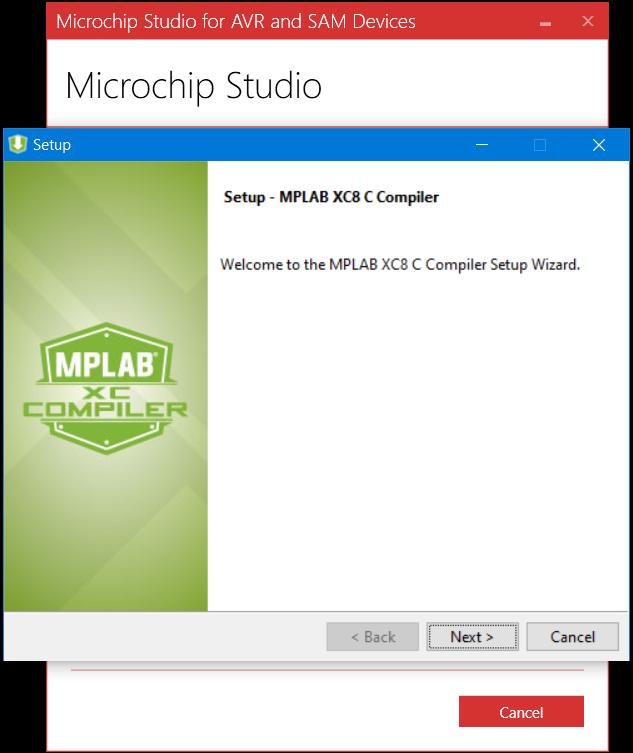 Microchip Studio for AVR and SAM Devices
Microchip Studio
Setup
Setup - MPLAB XC8 C Compiler
Welcome to the MPLAB XC8 C Compiler Setup Wizard.
MPLAB®
XC
COMPILER
< Back
Next >
Cancel
Cancel